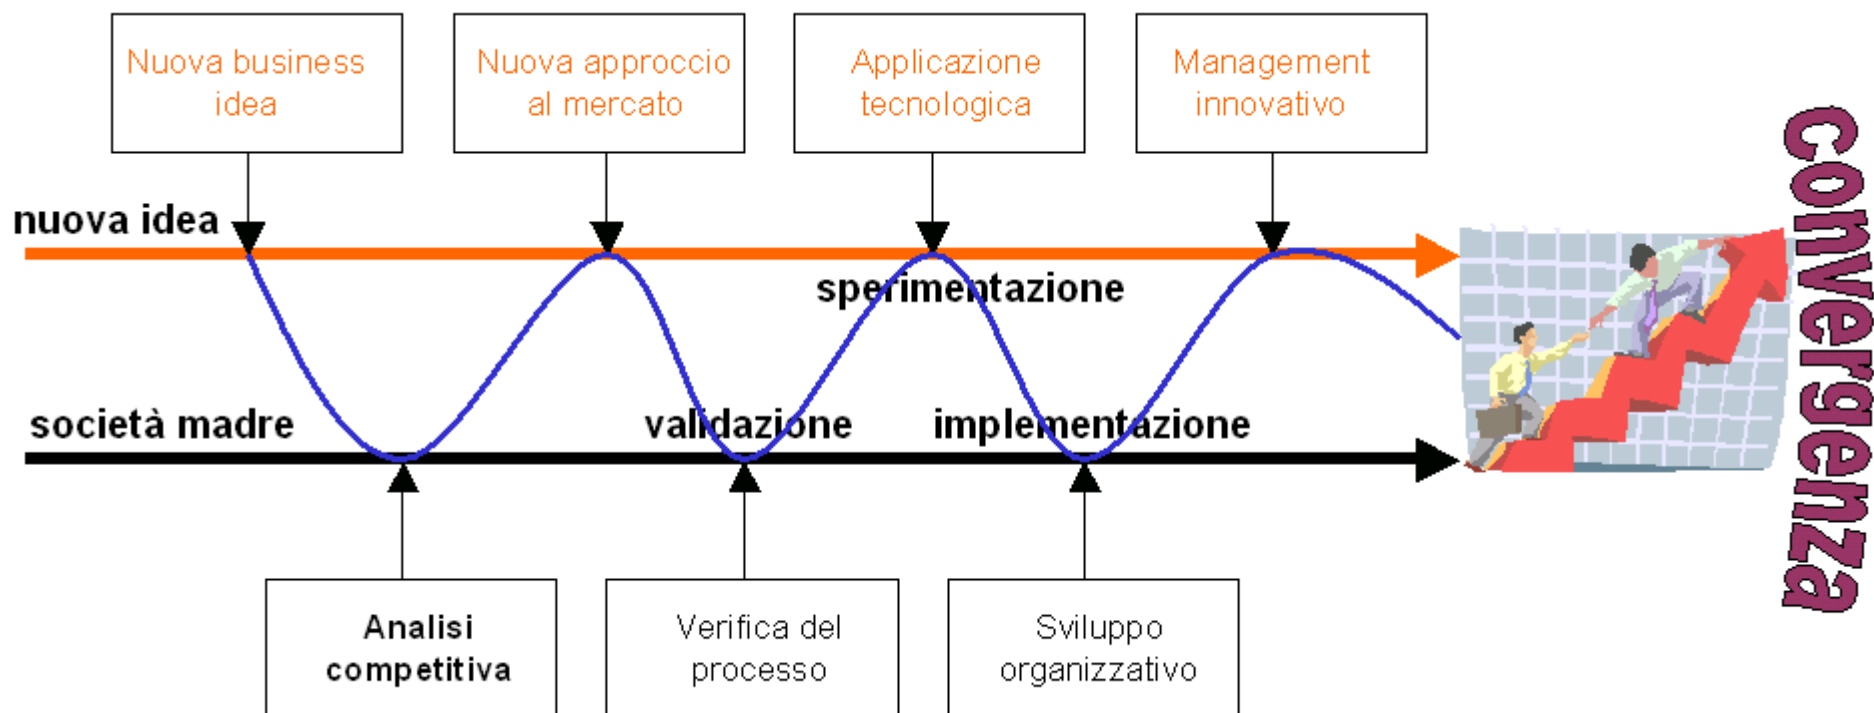 Nuova business
idea
Nuova approccio
al mercato
Applicazione
tecnologica
Management
innovativo
nuova idea
sperimentazione
società madre
validazione
implementazione
Analisi
competitiva
Verifica del
processo
Sviluppo
organizzativo
convergenza